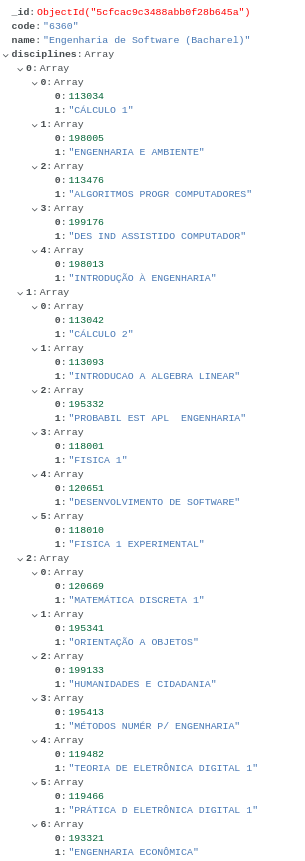 _id: ObjectId("5cfcac9c3488abb0f28b645a")
code: "6360"
name: "Engenharia de Software (Bacharel)"
disciplines: Array
0: Array
0: Array
0: 113034
1: "CÁLCULO 1"
1: Array
0: 198005
1: "ENGENHARIA E AMBIENTE"
2: Array
0: 113476
1: "ALGORITMOS PROGR COMPUTADORES"
3: Array
0: 199176
1: "DES IND ASSISTIDO COMPUTADOR"
4: Array
0: 198013
1: "INTRODUÇÃO À ENGENHARIA"
1: Array
0: Array
0: 113042
1: "CÁLCULO 2"
1: Array
0: 113093
1: "INTRODUCAO A ALGEBRA LINEAR"
2: Array
0: 195332
1: "PROBABIL EST APL  ENGENHARIA"
3: Array
0: 118001
1: "FISICA 1"
4: Array
0: 120651
1: "DESENVOLVIMENTO DE SOFTWARE"
5: Array
0: 118010
1: "FISICA 1 EXPERIMENTAL"
2: Array
0: Array
0: 120669
1: "MATEMÁTICA DISCRETA 1"
1: Array
0: 195341
1: "ORIENTAÇÃO A OBJETOS"
2: Array
0: 199133
1: "HUMANIDADES E CIDADANIA"
3: Array
0: 195413
1: "MÉTODOS NUMÉR P/ ENGENHARIA"
4: Array
0: 119482
1: "TEORIA DE ELETRÔNICA DIGITAL 1"
5: Array
0: 119466
1: "PRÁTICA D ELETRÔNICA DIGITAL 1"
6: Array
0: 193321
1: "ENGENHARIA ECONÔMICA"